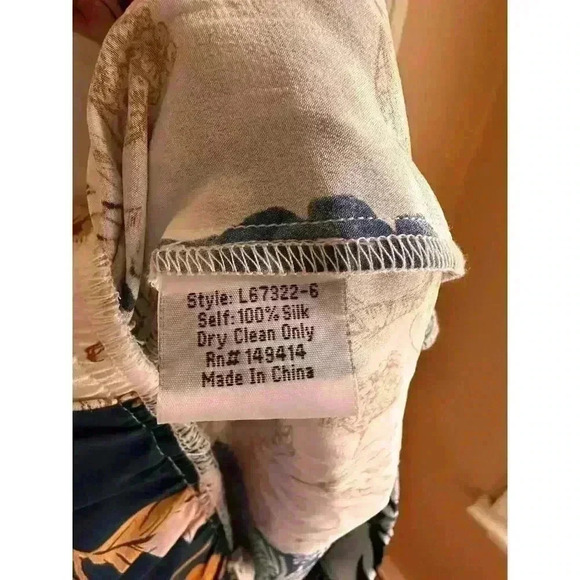 Style: L67322-6
Self: 100% Silk
Dry Clean Only
Rn# 149414
Made In China